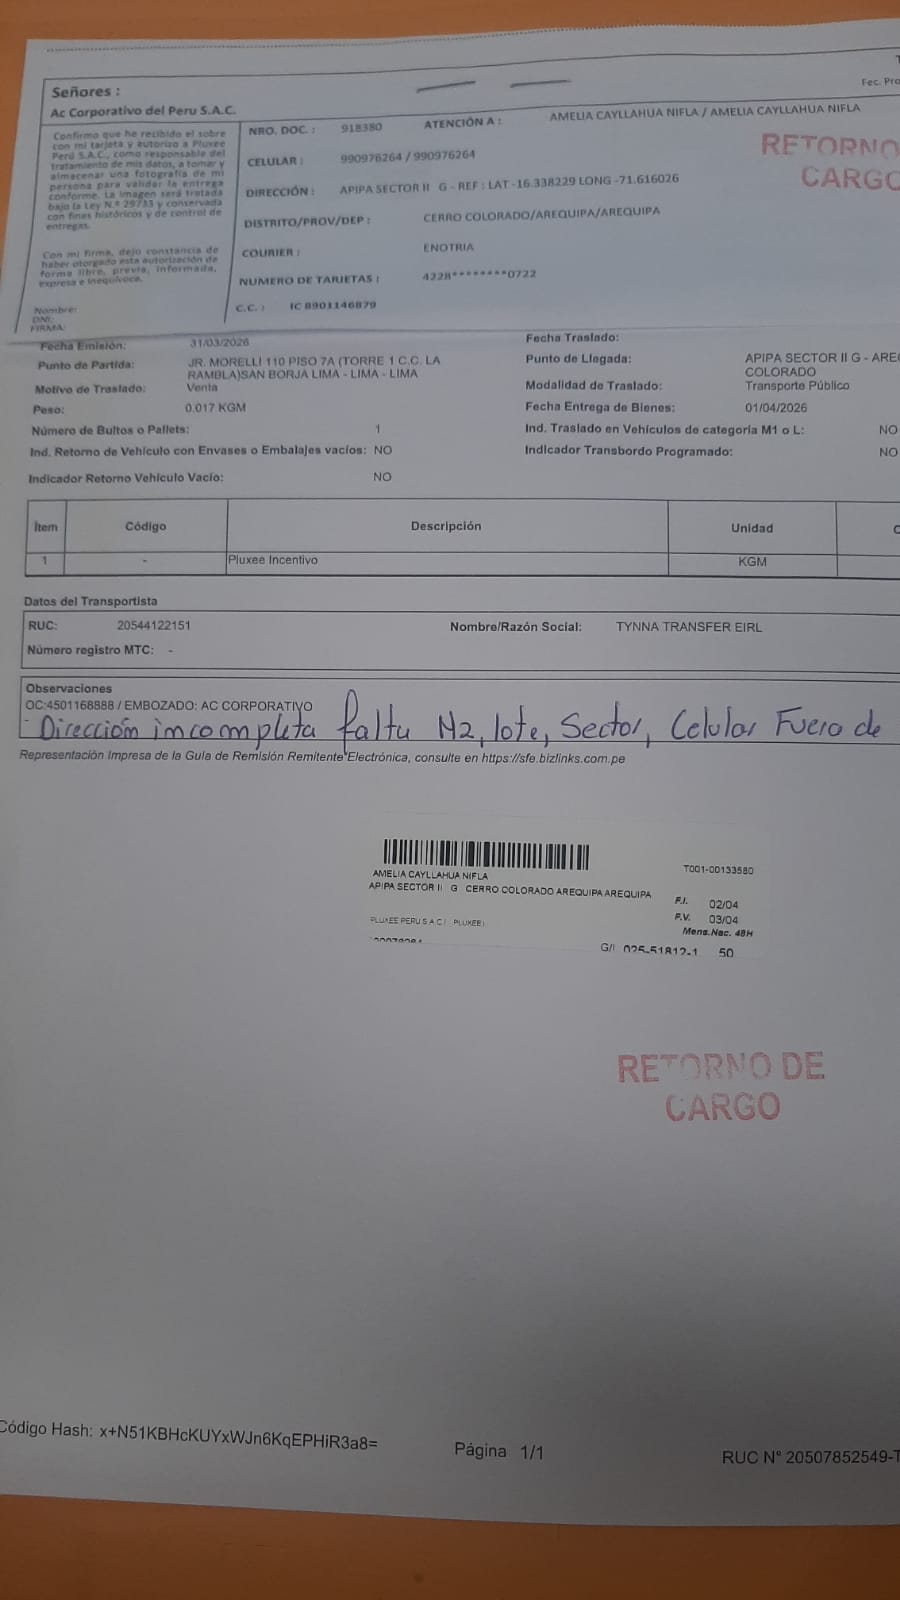 Señores :
Ac Corporativo del Peru S.A.C.
Fec. Pro
Confirmo que he recibido el sobre
con mi tarjeta y autorizo a Pluxee
Perú S.A.C., como responsable del
tratamiento de mis datos, a tomar y
almacenar una fotografía de mi
persona para validar la entrega
conforme. La imagen será tratada
bajo la Ley N.° 29733 y conservada
con fines históricos y de control de
entregas.
Con mi firma, dejo constancia de
haber otorgado esta autorización de
forma libre, previa, informada,
expresa e inequívoca.
Nombre:
DNI:
FIRMA:
NRO. DOC. : 918380 ATENCIÓN A : AMELIA CAYLLAHUA NIFLA / AMELIA CAYLLAHUA NIFLA
CELULAR : 990976264 / 990976264
DIRECCIÓN : APIPA SECTOR II G - REF : LAT -16.338229 LONG -71.616026
DISTRITO/PROV/DEP : CERRO COLORADO/AREQUIPA/AREQUIPA
COURIER : ENOTRIA
NUMERO DE TARJETAS : 4228********0722
C.C. : IC 8901146879
RETORNO
CARGO
Fecha Emisión: 31/03/2026 Fecha Traslado:
Punto de Partida: JR. MORELLI 110 PISO 7A (TORRE 1 C.C. LA
RAMBLA)SAN BORJA LIMA - LIMA - LIMA
Punto de Llegada: APIPA SECTOR II G - ARE
COLORADO
Motivo de Traslado: Venta Modalidad de Traslado: Transporte Público
Peso: 0.017 KGM Fecha Entrega de Bienes: 01/04/2026
Número de Bultos o Pallets: 1 Ind. Traslado en Vehículos de categoría M1 o L: NO
Ind. Retorno de Vehículo con Envases o Embalajes vacíos: NO Indicador Transbordo Programado: NO
Indicador Retorno Vehículo Vacío: NO
Ítem Código Descripción Unidad C
1 - Pluxee Incentivo KGM
Datos del Transportista
RUC: 20544122151 Nombre/Razón Social: TYNNA TRANSFER EIRL
Número registro MTC: -
Observaciones
OC:4501168888 / EMBOZADO: AC CORPORATIVO
- Dirección incompleta falta Mz, lote, Sector, Celular Fuera de
Representación Impresa de la Guía de Remisión Remitente Electrónica, consulte en https://sfe.bizlinks.com.pe
T001-00133580
AMELIA CAYLLAHUA NIFLA
APIPA SECTOR II G CERRO COLORADO AREQUIPA AREQUIPA
F.I. 02/04
F.V. 03/04
PLUXEE PERU S A C ( PLUXEE)
Mens.Nac. 48H
G/I 025-51812-1 50
RETORNO DE
CARGO
Código Hash: x+N51KBHcKUYxWJn6KqEPHiR3a8=
Página 1/1
RUC N° 20507852549-T